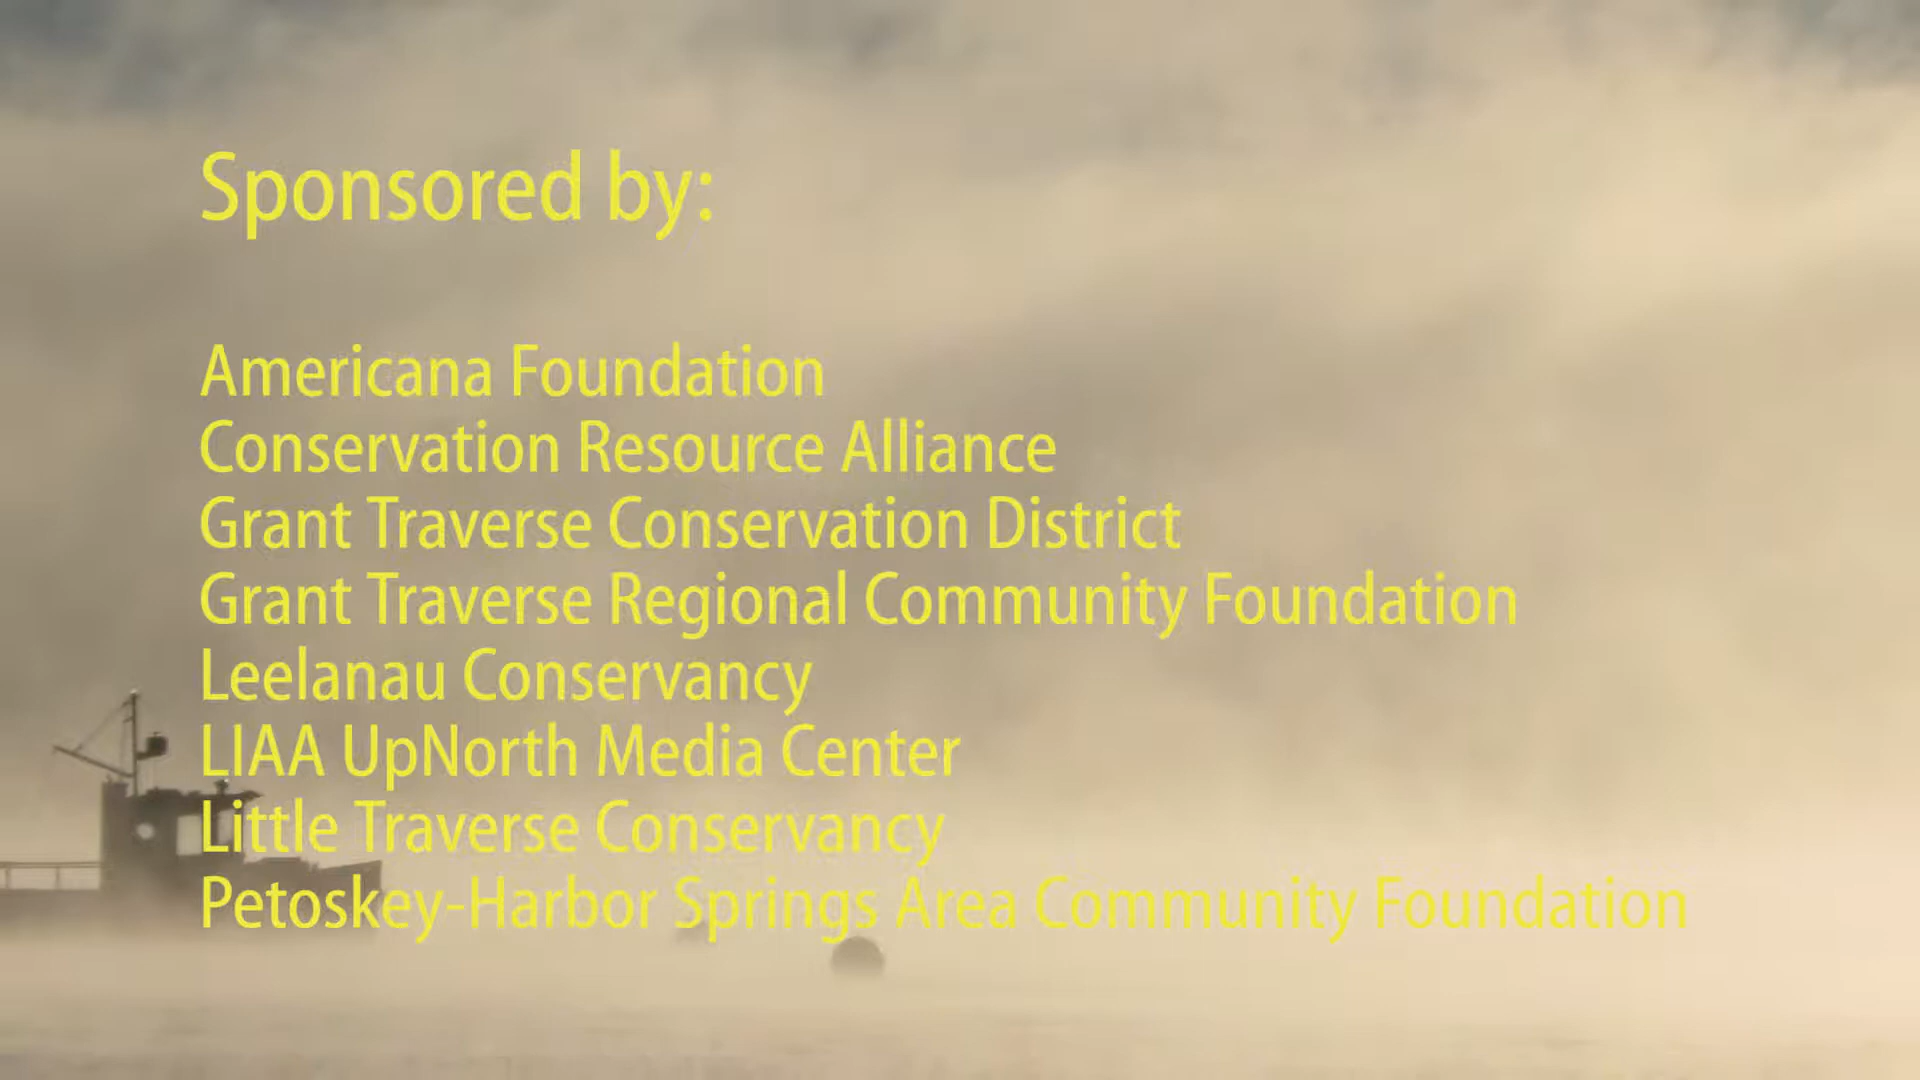 Sponsored by:
Americana Foundation
Conservation Resource Alliance
Grant Traverse Conservation District
Grant Traverse Regional Community Foundation
Leelanau Conservancy
LIAA UpNorth Media Center
Little Traverse Conservancy
Petoskey-Harbor Springs Area Community Foundation